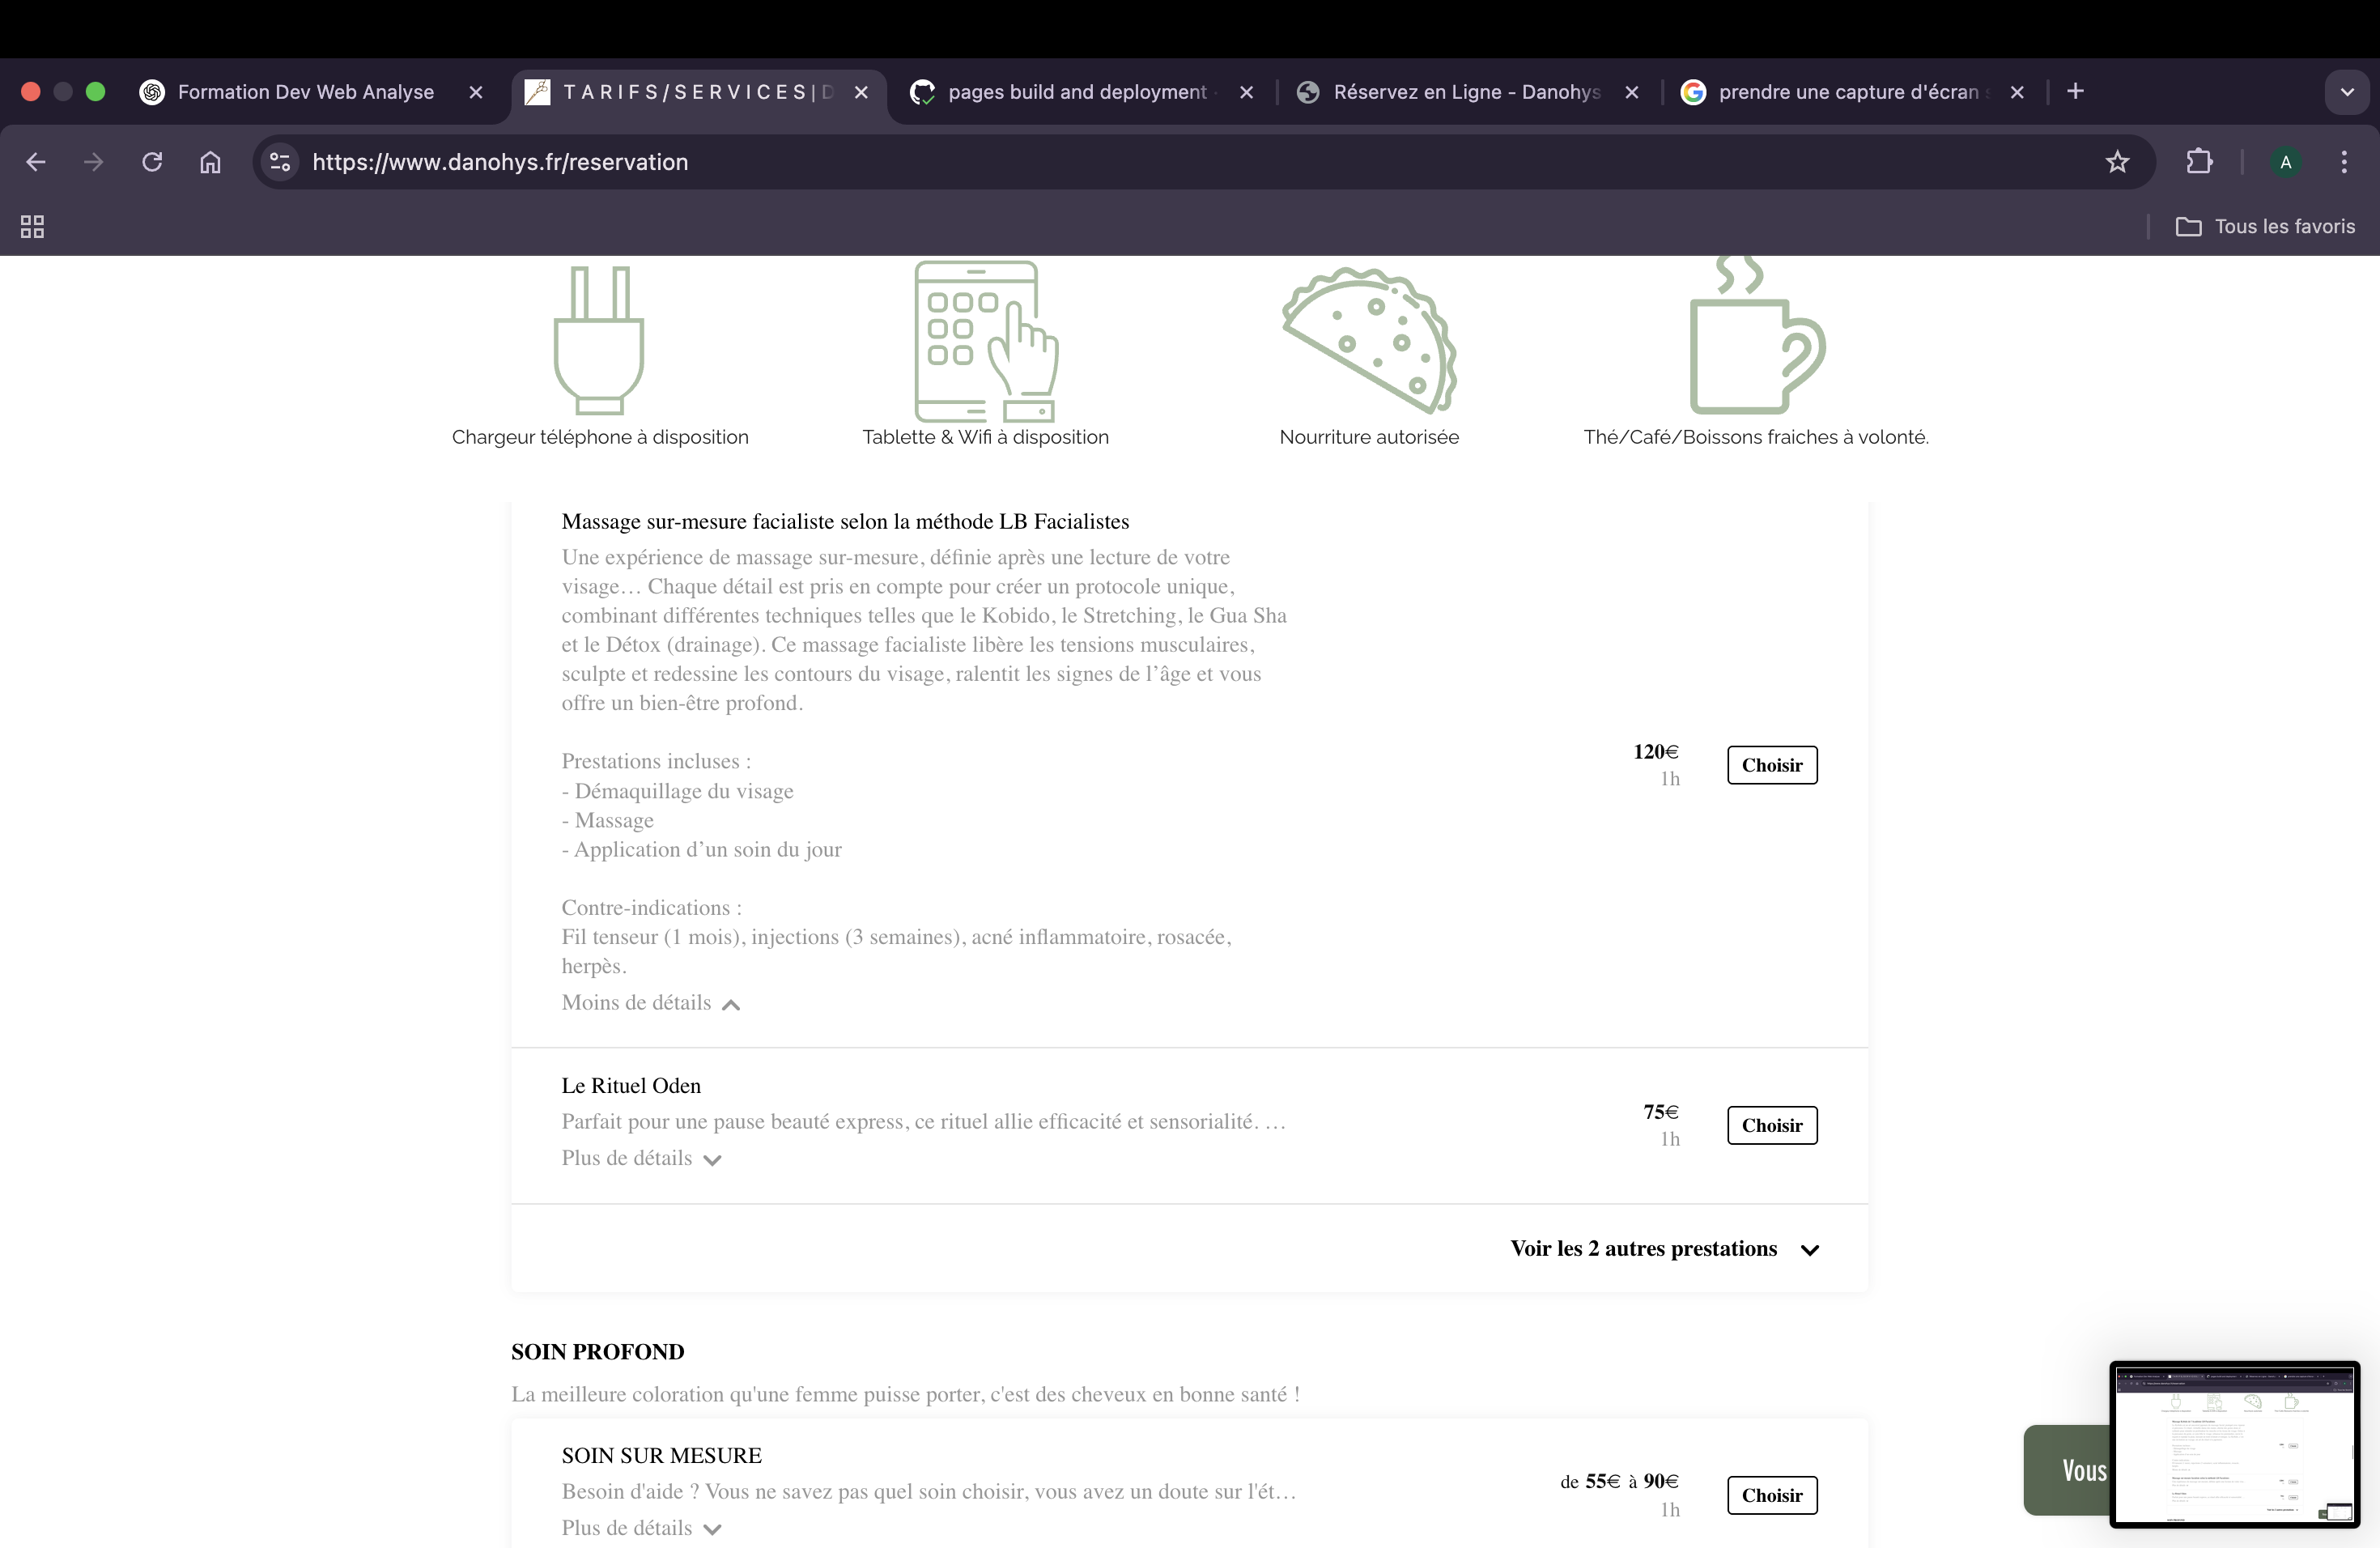 Formation Dev Web Analyse
T A R I F S / S E R V I C E S | D
pages build and deployment
Réservez en Ligne - Danohys
prendre une capture d'écran s
https://www.danohys.fr/reservation
A
Tous les favoris
Chargeur téléphone à disposition
Tablette & Wifi à disposition
Nourriture autorisée
Thé/Café/Boissons fraiches à volonté.
Massage sur-mesure facialiste selon la méthode LB Facialistes
Une expérience de massage sur-mesure, définie après une lecture de votre
visage… Chaque détail est pris en compte pour créer un protocole unique,
combinant différentes techniques telles que le Kobido, le Stretching, le Gua Sha
et le Détox (drainage). Ce massage facialiste libère les tensions musculaires,
sculpte et redessine les contours du visage, ralentit les signes de l’âge et vous
offre un bien-être profond.
Prestations incluses :
- Démaquillage du visage
- Massage
- Application d’un soin du jour
120€
1h
Choisir
Contre-indications :
Fil tenseur (1 mois), injections (3 semaines), acné inflammatoire, rosacée,
herpès.
Moins de détails
Le Rituel Oden
Parfait pour une pause beauté express, ce rituel allie efficacité et sensorialité. …
Plus de détails
75€
1h
Choisir
Voir les 2 autres prestations
SOIN PROFOND
La meilleure coloration qu'une femme puisse porter, c'est des cheveux en bonne santé !
SOIN SUR MESURE
Besoin d'aide ? Vous ne savez pas quel soin choisir, vous avez un doute sur l'ét…
Plus de détails
de 55€ à 90€
1h
Choisir
Vous